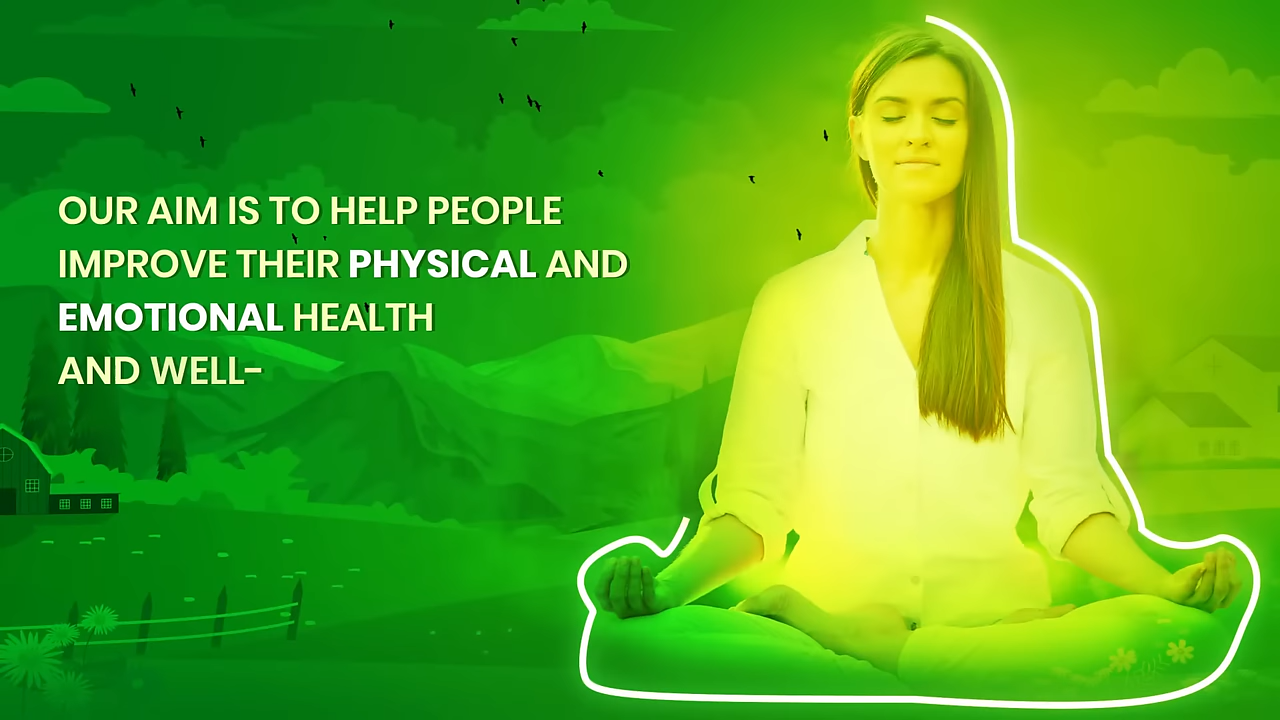 OUR AIM IS TO HELP PEOPLE
IMPROVE THEIR PHYSICAL AND
EMOTIONAL HEALTH
AND WELL-